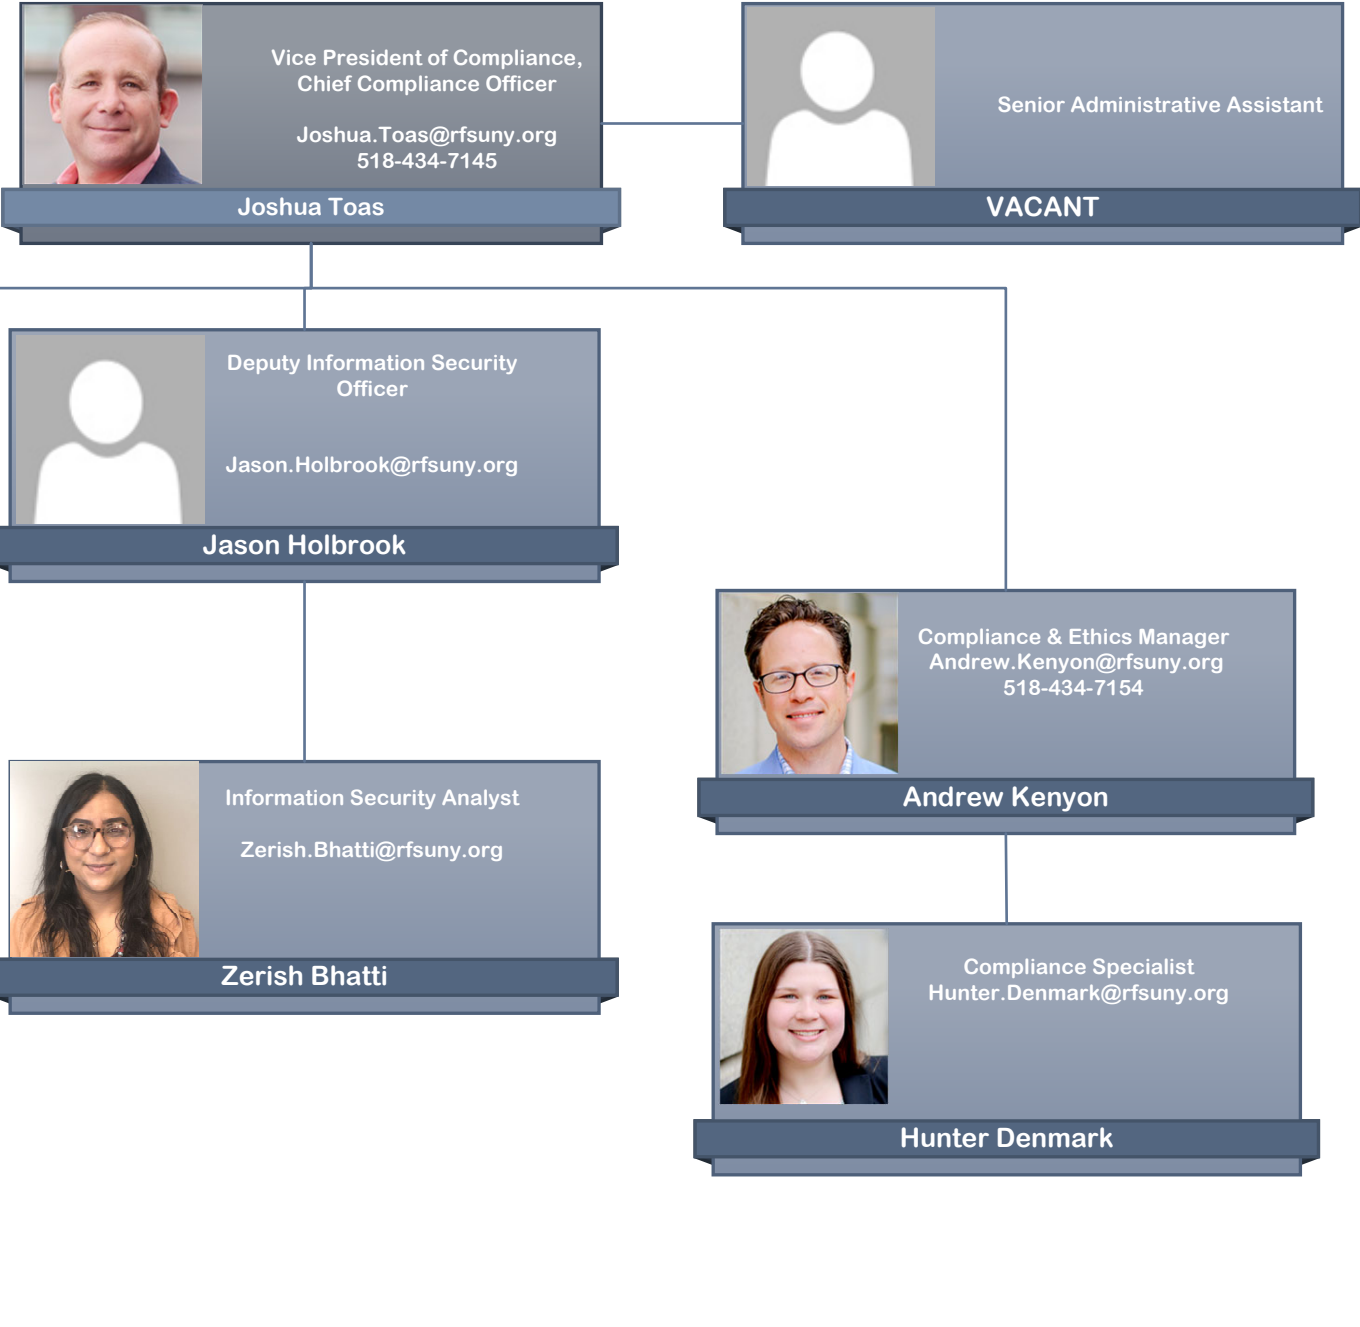 Vice President of Compliance,
Chief Compliance Officer
Joshua.Toas@rfsuny.org
518-434-7145
Joshua Toas
Senior Administrative Assistant
VACANT
Deputy Information Security
Officer
Jason.Holbrook@rfsuny.org
Jason Holbrook
Compliance & Ethics Manager
Andrew.Kenyon@rfsuny.org
518-434-7154
Andrew Kenyon
Information Security Analyst
Zerish.Bhatti@rfsuny.org
Zerish Bhatti
Compliance Specialist
Hunter.Denmark@rfsuny.org
Hunter Denmark